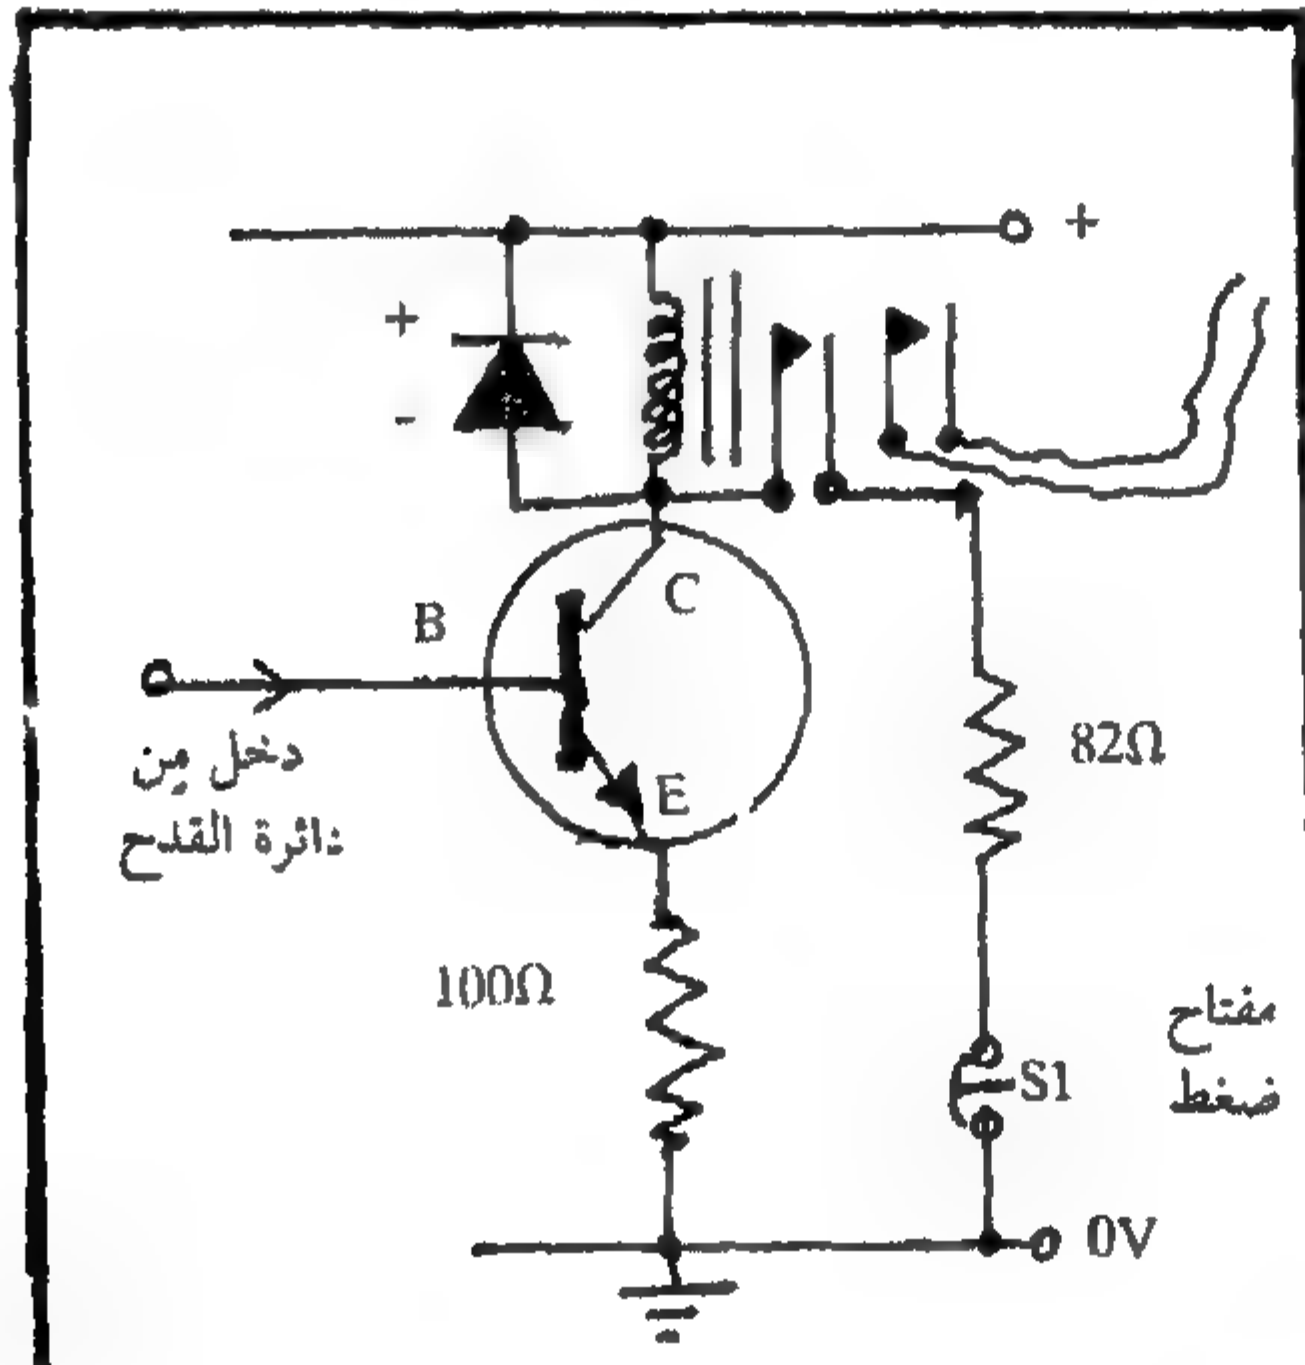 +
+
-
C
B
دخل من
دائرة القدح
E
82Ω
100Ω
مفتاح
ضغط
S1
0V